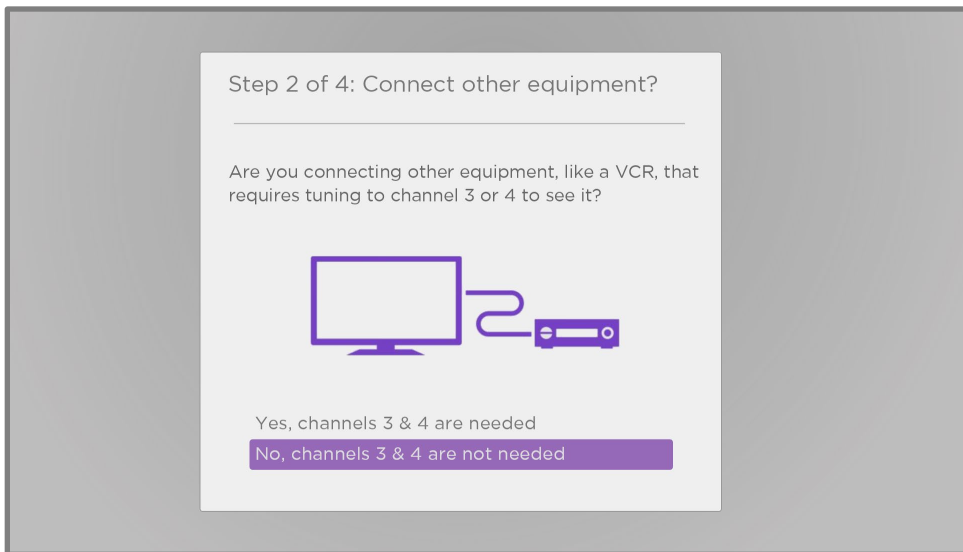 Step 2 of 4: Connect other equipment?
Are you connecting other equipment, like a VCR, that
requires tuning to channel 3 or 4 to see it?
Yes, channels 3 & 4 are needed
No, channels 3 & 4 are not needed